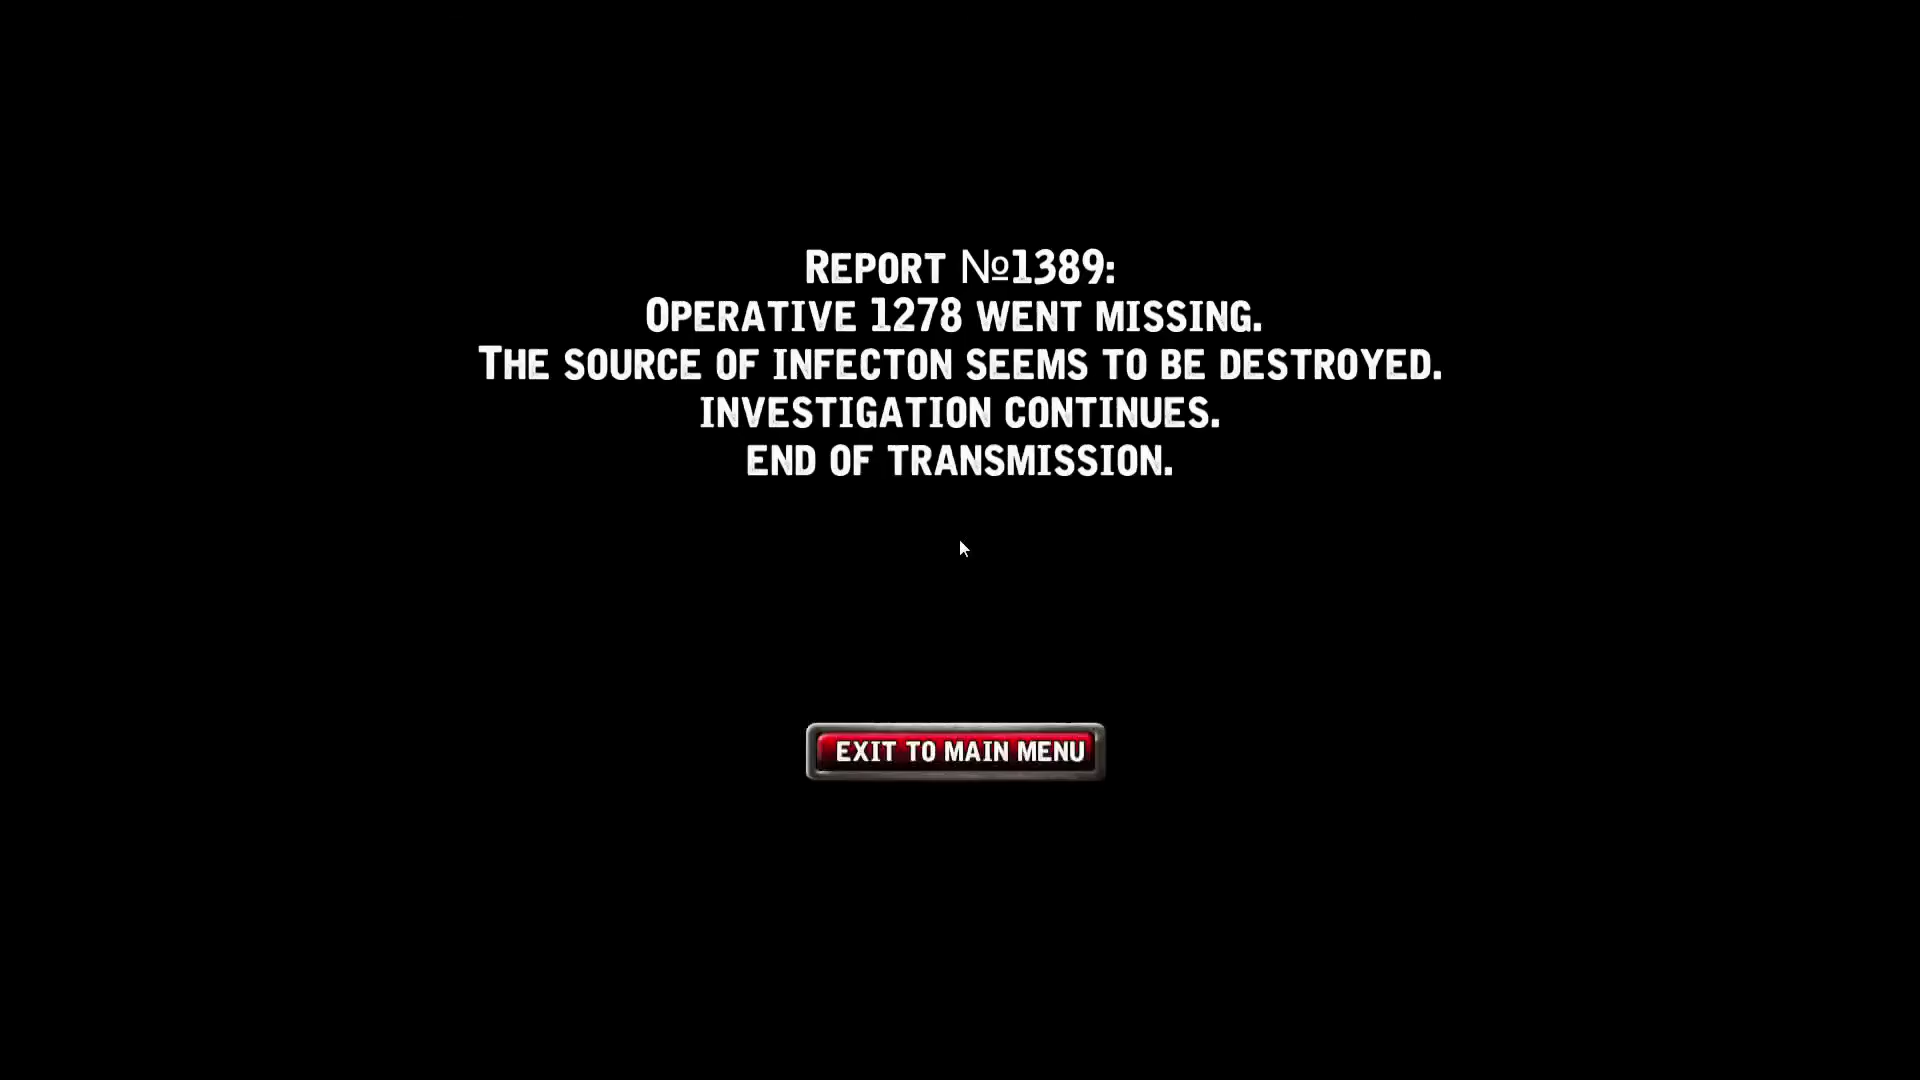 Report №1389:
Operative 1278 went missing.
The source of infecton seems to be destroyed.
investigation continues.
end of transmission.
EXIT TO MAIN MENU